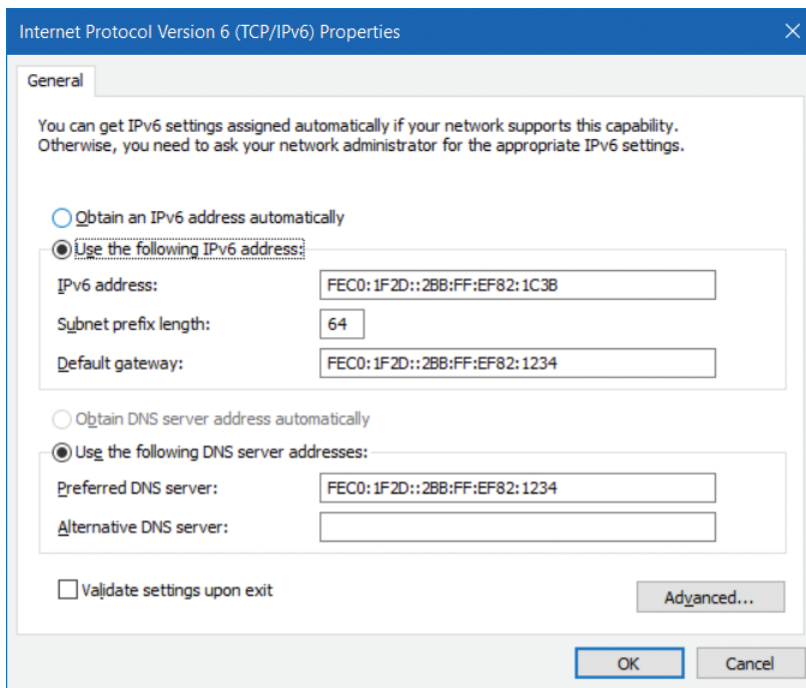 Internet Protocol Version 6 (TCP/IPv6) Properties
General
You can get IPv6 settings assigned automatically if your network supports this capability.
Otherwise, you need to ask your network administrator for the appropriate IPv6 settings.
Obtain an IPv6 address automatically
Use the following IPv6 address:
IPv6 address: FEC0:1F2D::2BB:FF:EF82:1C3B
Subnet prefix length: 64
Default gateway: FEC0:1F2D::2BB:FF:EF82:1234
Obtain DNS server address automatically
Use the following DNS server addresses:
Preferred DNS server: FEC0:1F2D::2BB:FF:EF82:1234
Alternative DNS server:
Validate settings upon exit
Advanced...
OK Cancel